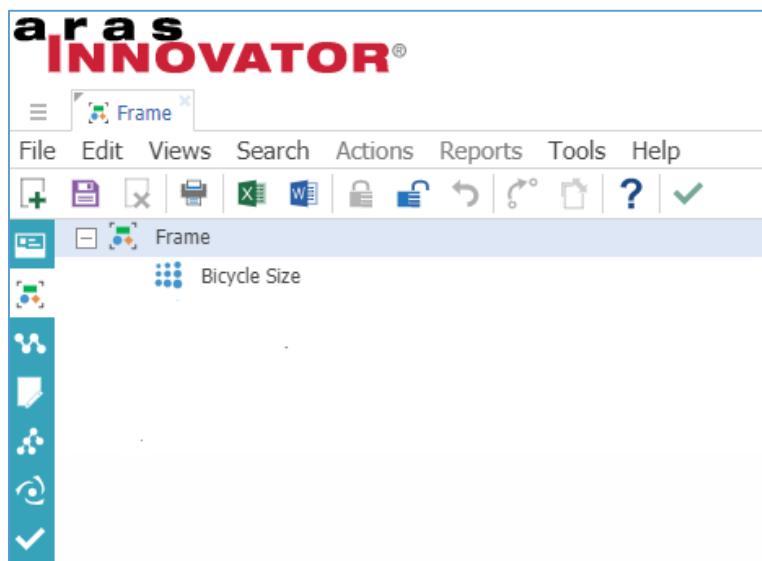 aras
INNOVATOR®
Frame
File Edit Views Search Actions Reports Tools Help
Frame
Bicycle Size